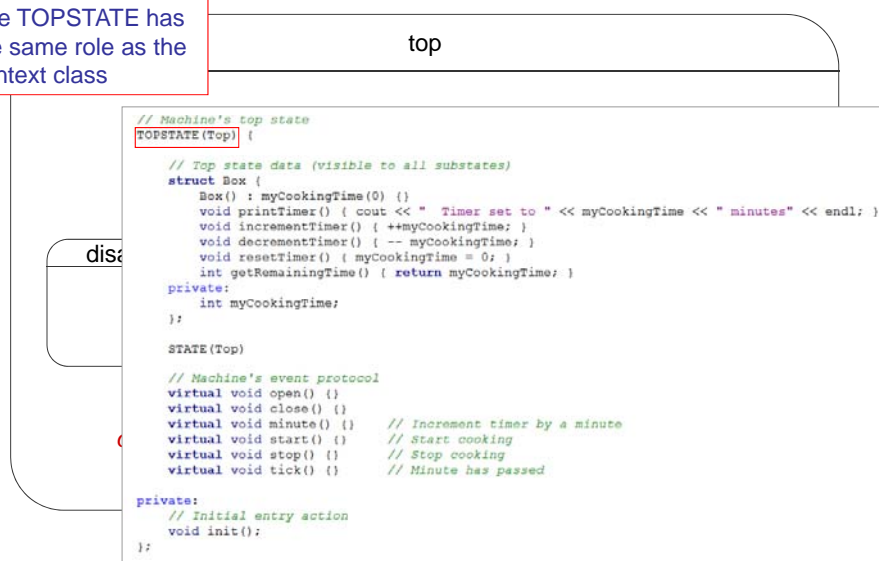 e TOPSTATE has
same role as the
ntext class
top
// Machine's top state
TOPSTATE(Top) {
// Top state data (visible to all substates)
struct Box {
Box() : myCookingTime(0) {}
void printTimer() { cout << " Timer set to " << myCookingTime << " minutes" << endl; }
void incrementTimer() { ++myCookingTime; }
void decrementTimer() { -- myCookingTime; }
void resetTimer() { myCookingTime = 0; }
int getRemainingTime() { return myCookingTime; }
private:
int myCookingTime;
};
disa
STATE(Top)
// Machine's event protocol
virtual void open() {}
virtual void close() {}
virtual void minute() {} // Increment timer by a minute
virtual void start() {} // Start cooking
virtual void stop() {} // Stop cooking
virtual void tick() {} // Minute has passed
private:
// Initial entry action
void init();
};